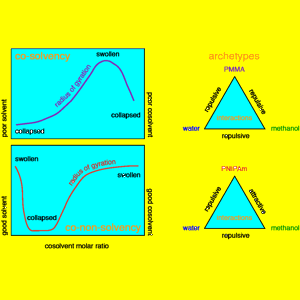 co-solvency
swollen
radius of gyration
poor solvent
poor cosolvent
collapsed
collapsed
swollen
radius of gyration
swollen
good solvent
good cosolvent
collapsed
co-non-solvency
cosolvent molar ratio
archetypes
PMMA
repulsive
repulsive
water
methanol
repulsive
PNIPAm
repulsive
attractive
water
methanol
repulsive